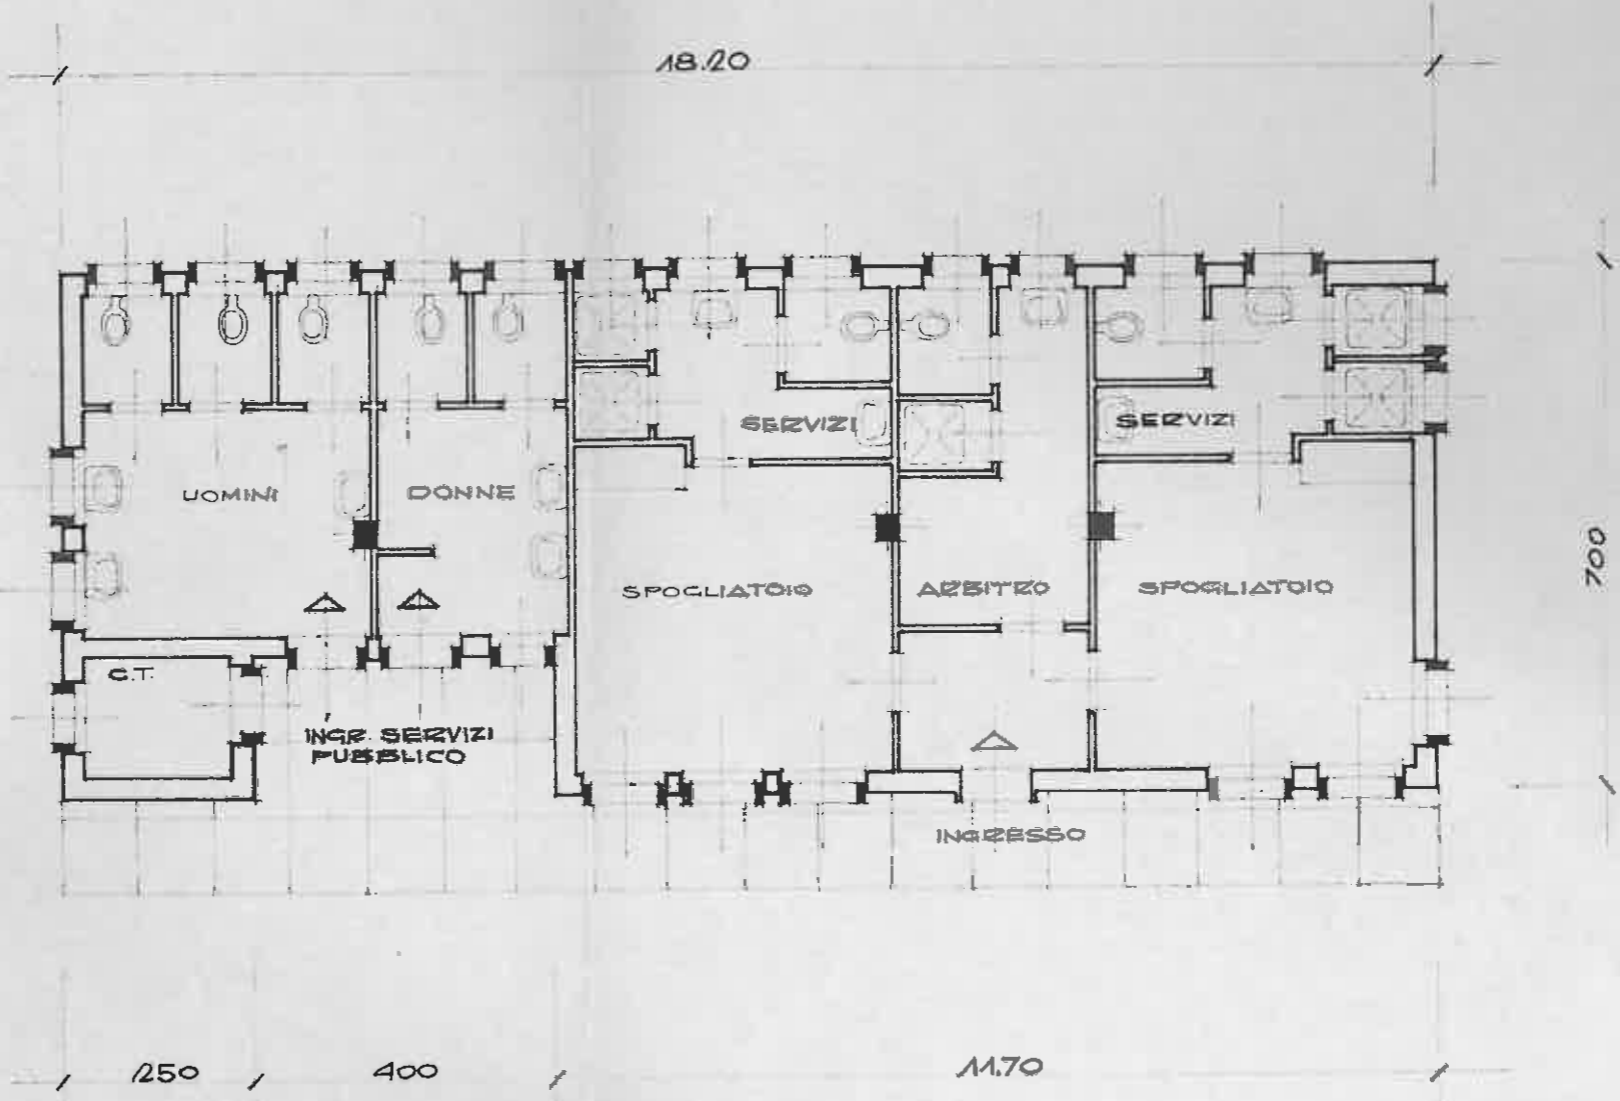 18.20
SERVIZI
SERVIZI
UOMINI
DONNE
SPOGLIATOIO
ARBITRO
SPOGLIATOIO
700
C.T.
INGR. SERVIZI
PUBBLICO
INGRESSO
250
400
11.70